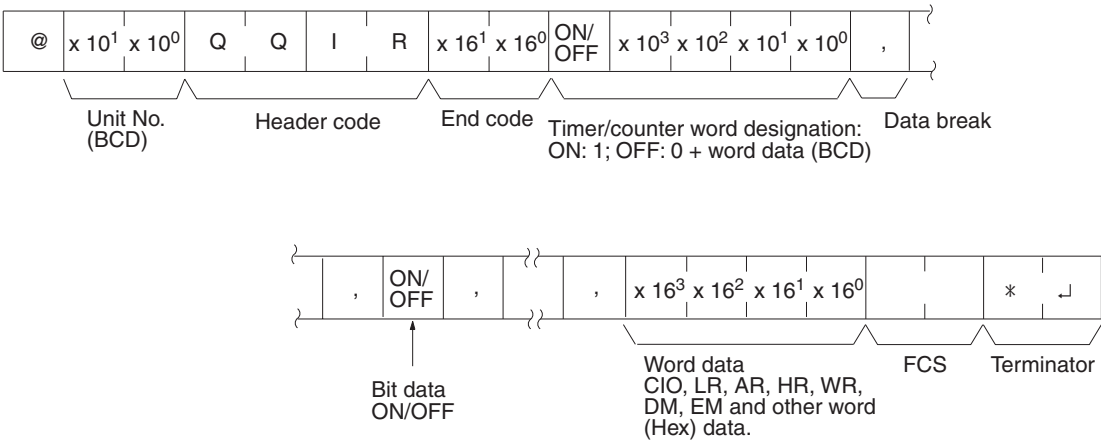 @ x 10¹ x 10⁰ Q Q I R x 16¹ x 16⁰ ON/OFF x 10³ x 10² x 10¹ x 10⁰ ,
Unit No.
(BCD)
Header code
End code
Timer/counter word designation:
ON: 1; OFF: 0 + word data (BCD)
Data break
, ON/OFF , , x 16³ x 16² x 16¹ x 16⁰ * ↵
Bit data
ON/OFF
Word data
CIO, LR, AR, HR, WR,
DM, EM and other word
(Hex) data.
FCS
Terminator